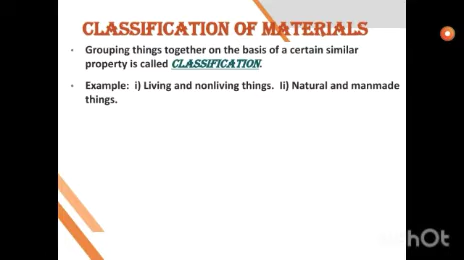 CLASSIFICATION OF MATERIALS
• Grouping things together on the basis of a certain similar
property is called CLASSIFICATION.
• Example: i) Living and nonliving things. Ii) Natural and manmade
things.